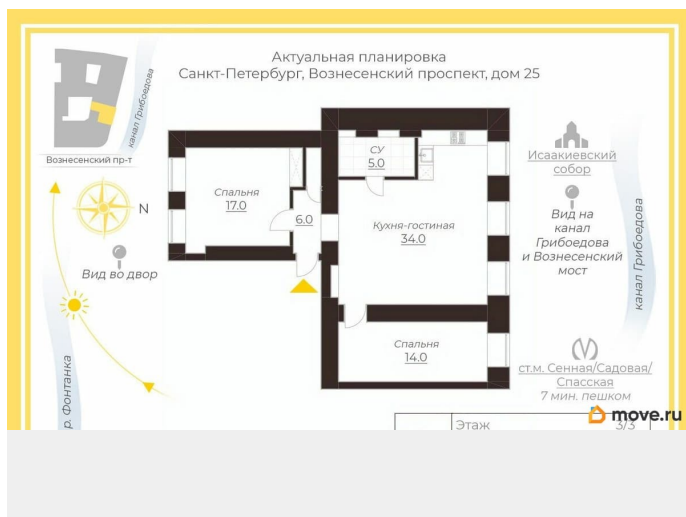 Актуальная планировка
Санкт-Петербург, Вознесенский проспект, дом 25
канал Грибоедова
Вознесенский пр-т
N
Вид во двор
р. Фонтанка
Спальня
17.0
6.0
СУ
5.0
Кухня-гостиная
34.0
Спальня
14.0
Исаакиевский
собор
Вид на
канал
Грибоедова
и Вознесенский
мост
канал Грибоедова
ст.м. Сенная/Садовая/
Спасская
7 мин. пешком
move.ru
Этаж
3/3